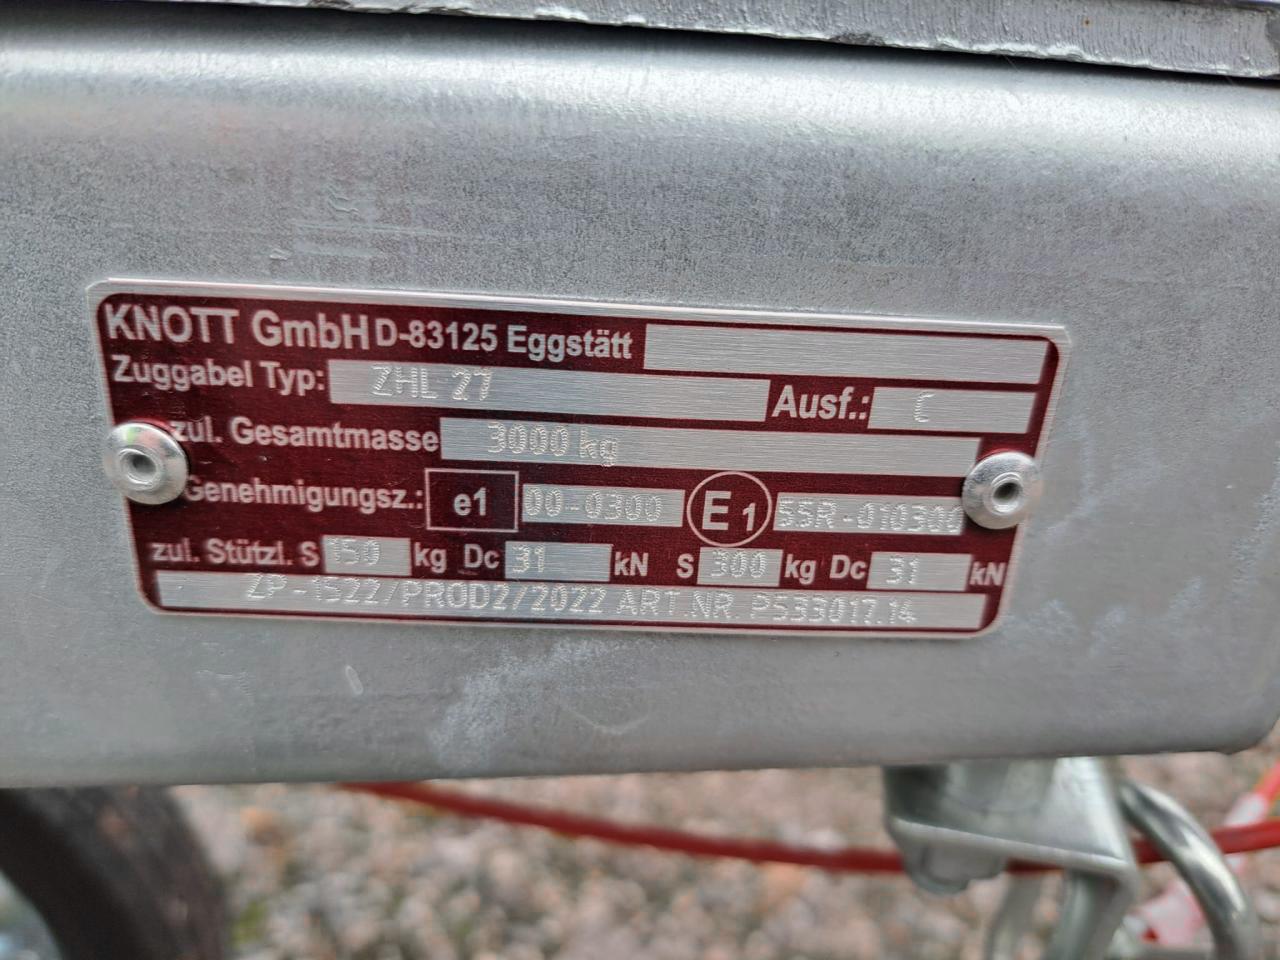 KNOTT GmbH D-83125 Eggstätt
Zuggabel Typ: ZHL 27 Ausf.: C
zul. Gesamtmasse 3000 kg
Genehmigungsz.: e1 00-0300 E1 55R-010300
zul. Stützl. S 150 kg Dc 31 kN S 300 kg Dc 31 kN
ZP-1522/PROD2/2022 ART.NR. P533017.14